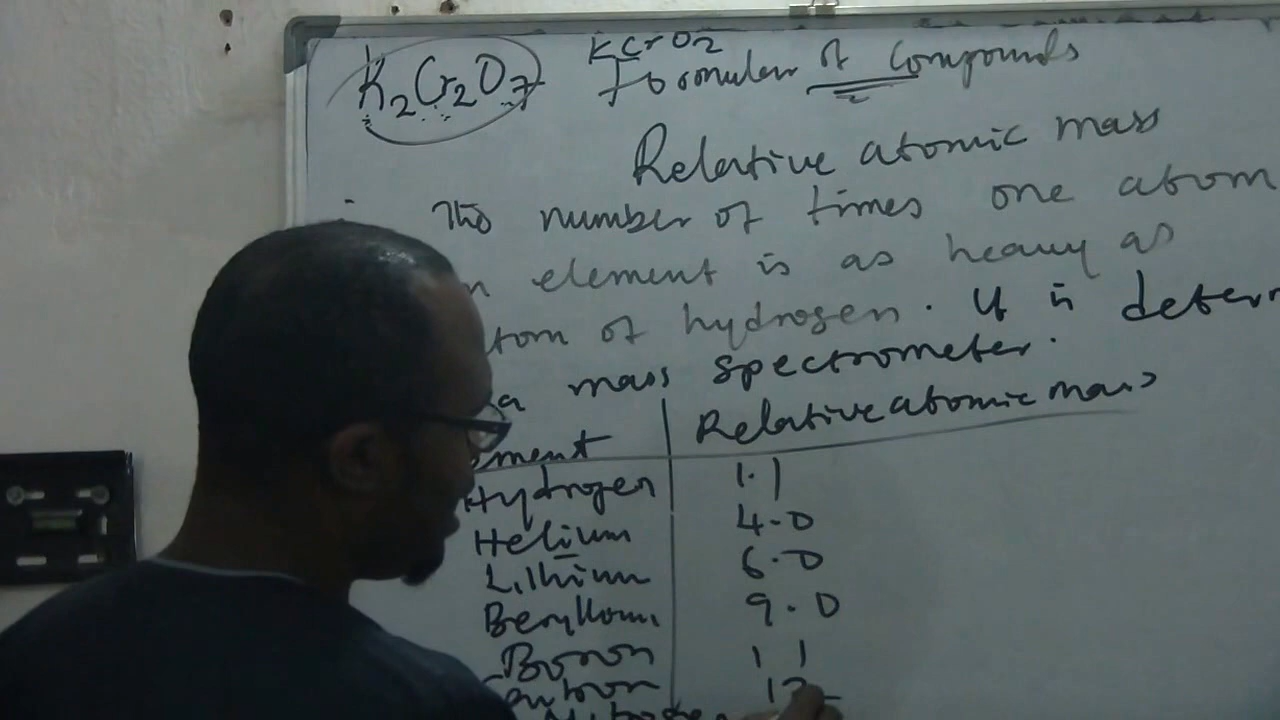 K2Cr2O7 KCrO2
Formular of Compounds
Relative atomic mass
The number of times one atom
element is as heavy as
tom of hydrogen. It is deter
a mass spectrometer.
ment Relative atomic mass
Hydrogen 1.1
Helium 4.0
Lithium 6.0
Beryllium 9.0
Boron 11
Carbon 12